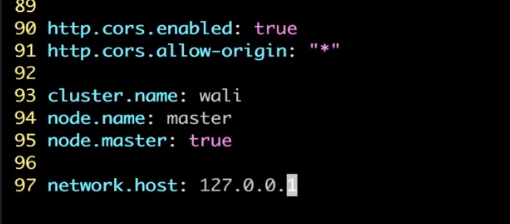 89
90 http.cors.enabled: true
91 http.cors.allow-origin: "*"
92
93 cluster.name: wali
94 node.name: master
95 node.master: true
96
97 network.host: 127.0.0.1